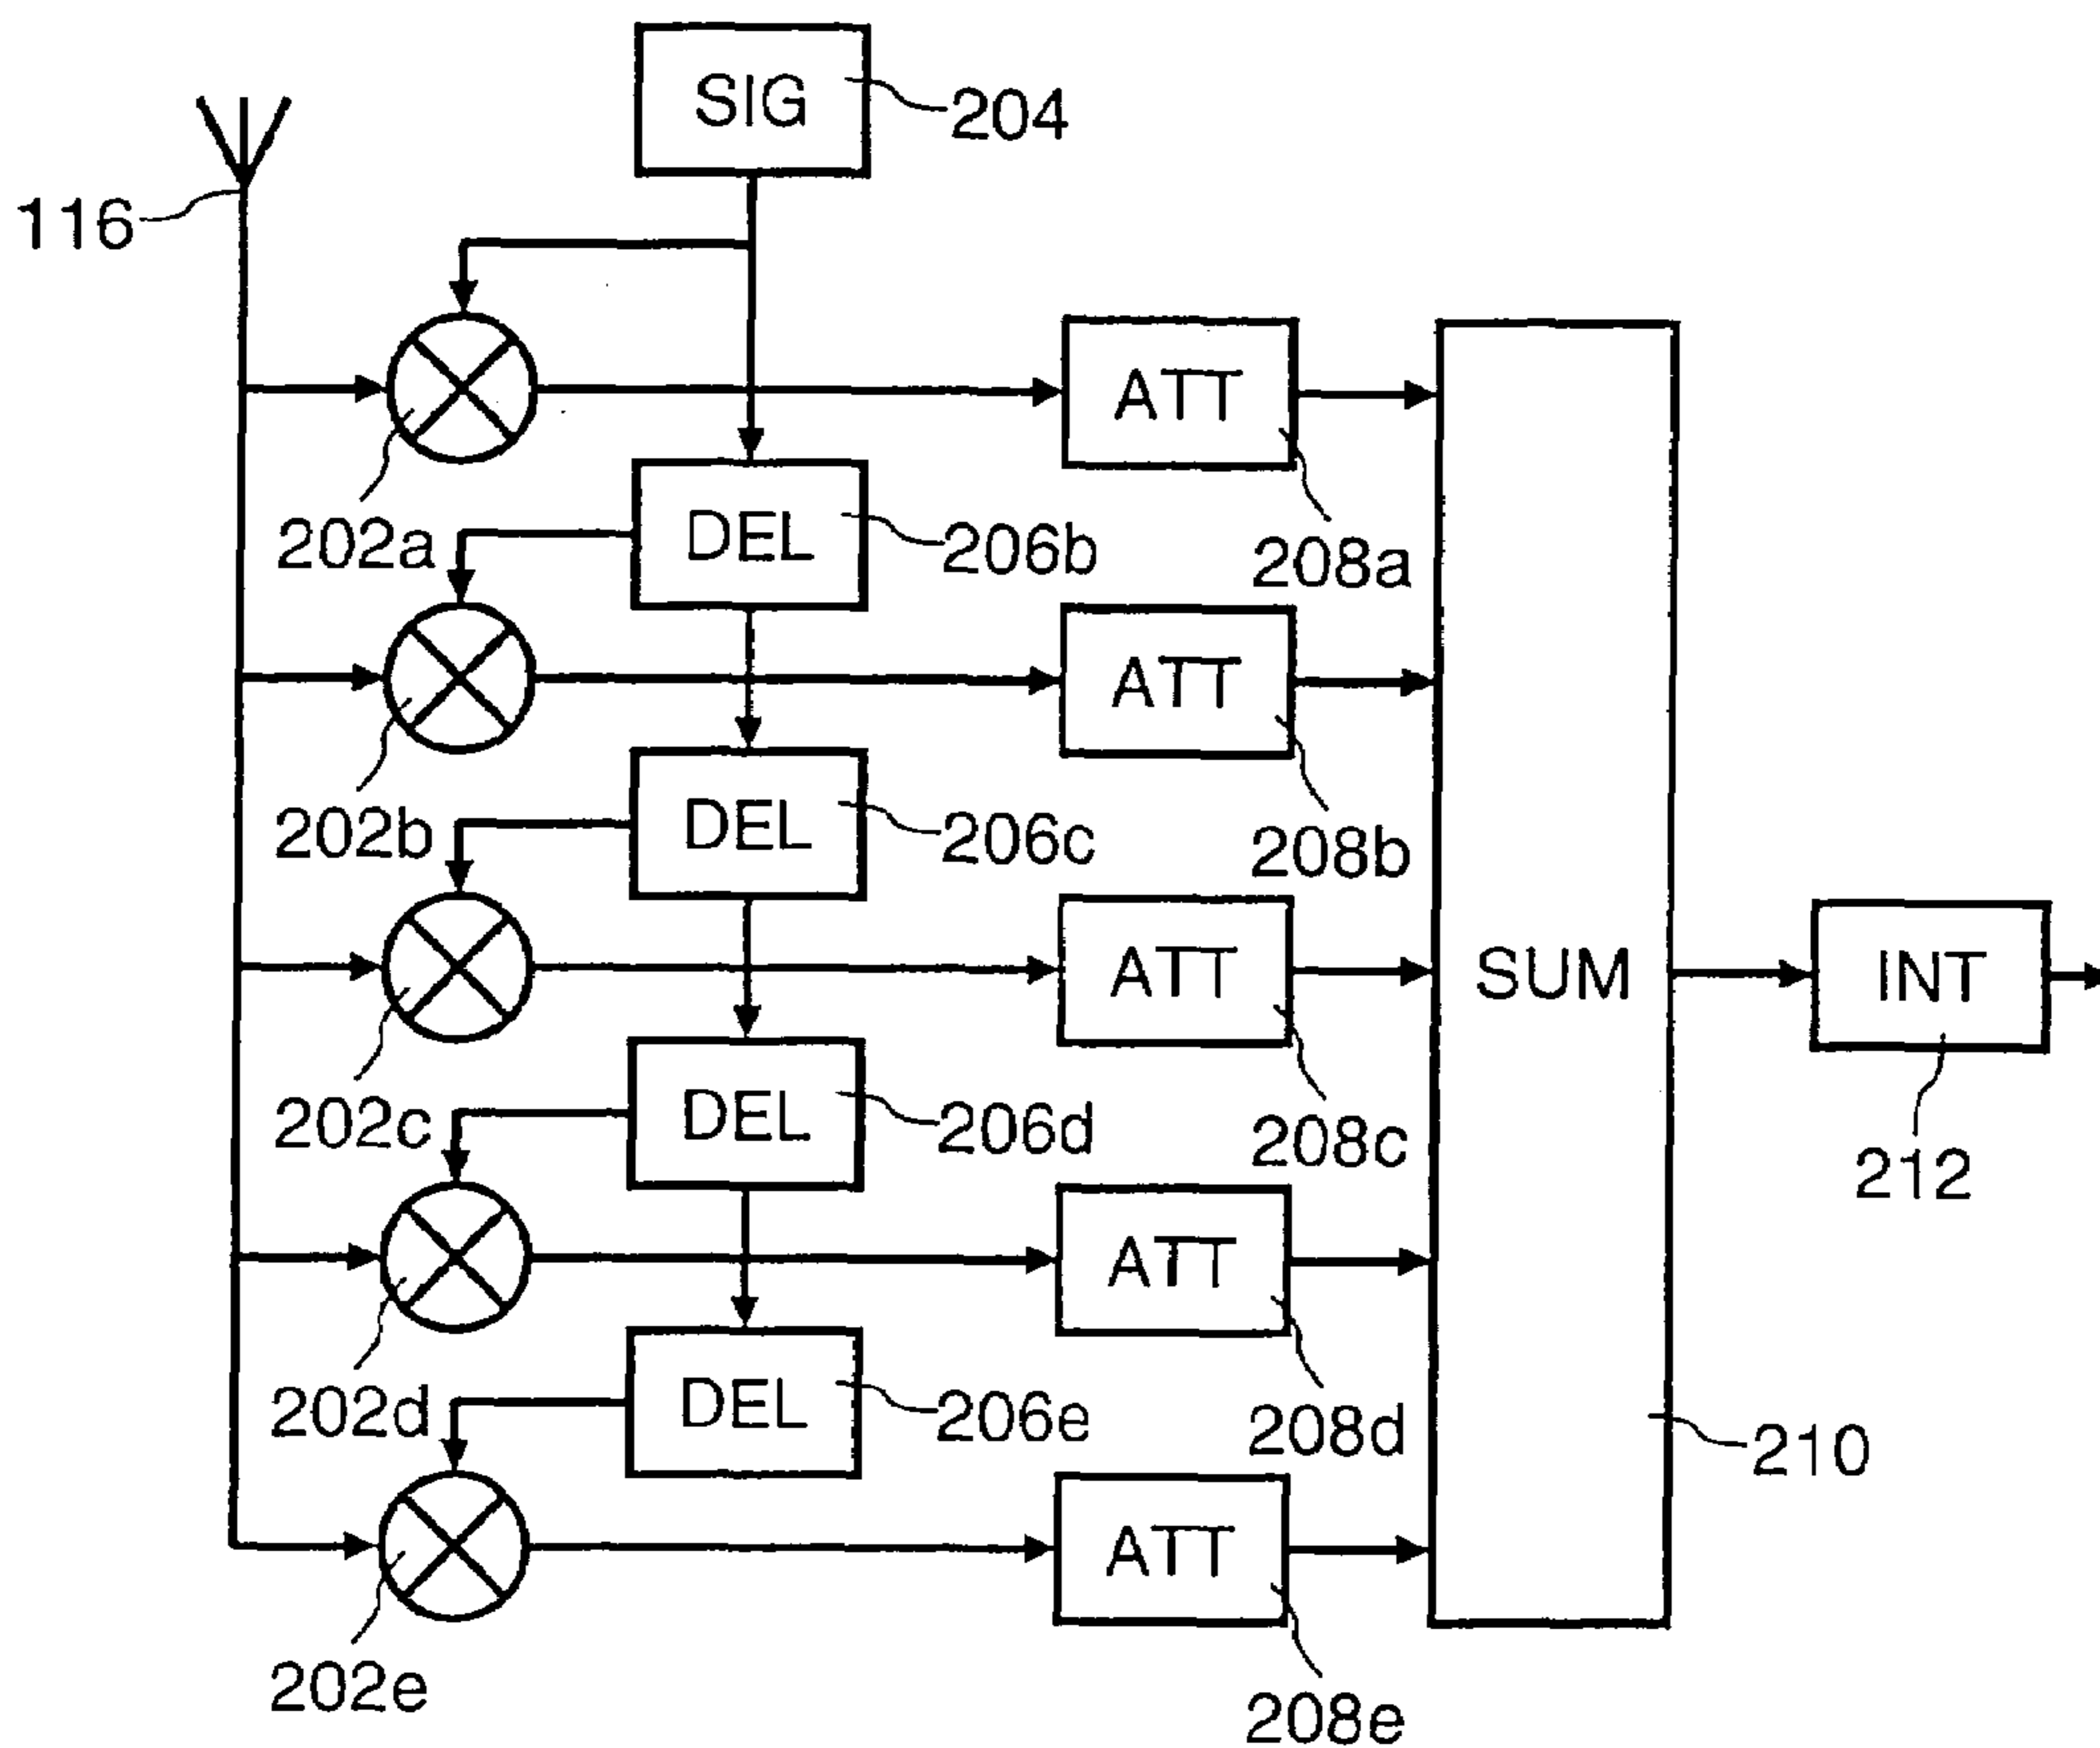 SIG
204
116
ATT
202a
DEL
206b
208a
ATT
202b
DEL
206c
208b
ATT
SUM
INT
202c
DEL
206d
208c
212
ATT
202d
DEL
206e
208d
210
ATT
202e
208e